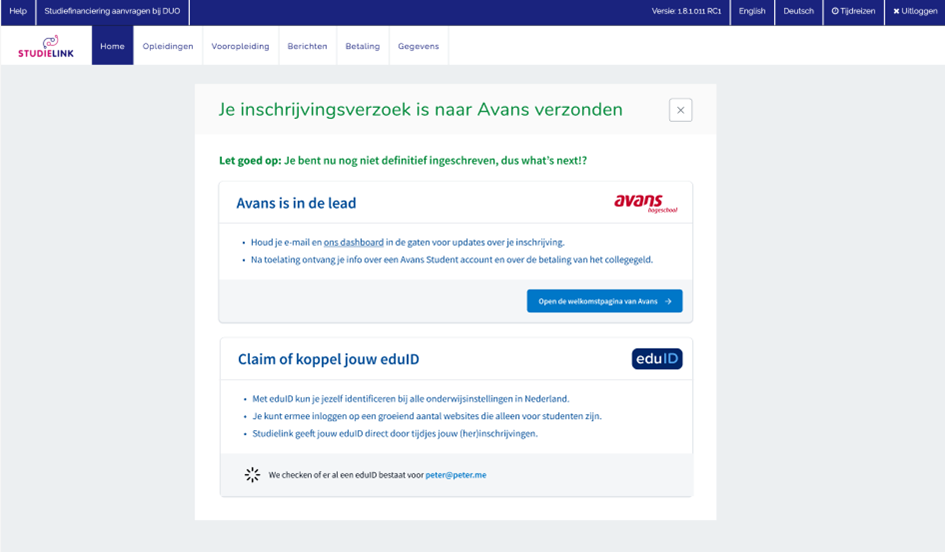 Help Studiefinanciering aanvragen bij DUO Versie: 1.8.1.011 RC1 English Deutsch Tijdreizen Uitloggen
STUDIELINK Home Opleidingen Vooropleiding Berichten Betaling Gegevens
Je inschrijvingsverzoek is naar Avans verzonden
Let goed op: Je bent nu nog niet definitief ingeschreven, dus what's next!?
Avans is in de lead avans
hogeschool
• Houd je e-mail en ons dashboard in de gaten voor updates over je inschrijving.
• Na toelating ontvang je info over een Avans Student account en over de betaling van het collegegeld.
Open de welkomstpagina van Avans →
Claim of koppel jouw eduID eduID
• Met eduID kun je jezelf identificeren bij alle onderwijsinstellingen in Nederland.
• Je kunt ermee inloggen op een groeiend aantal websites die alleen voor studenten zijn.
• Studielink geeft jouw eduID direct door tijdjes jouw (her)inschrijvingen.
We checken of er al een eduID bestaat voor peter@peter.me